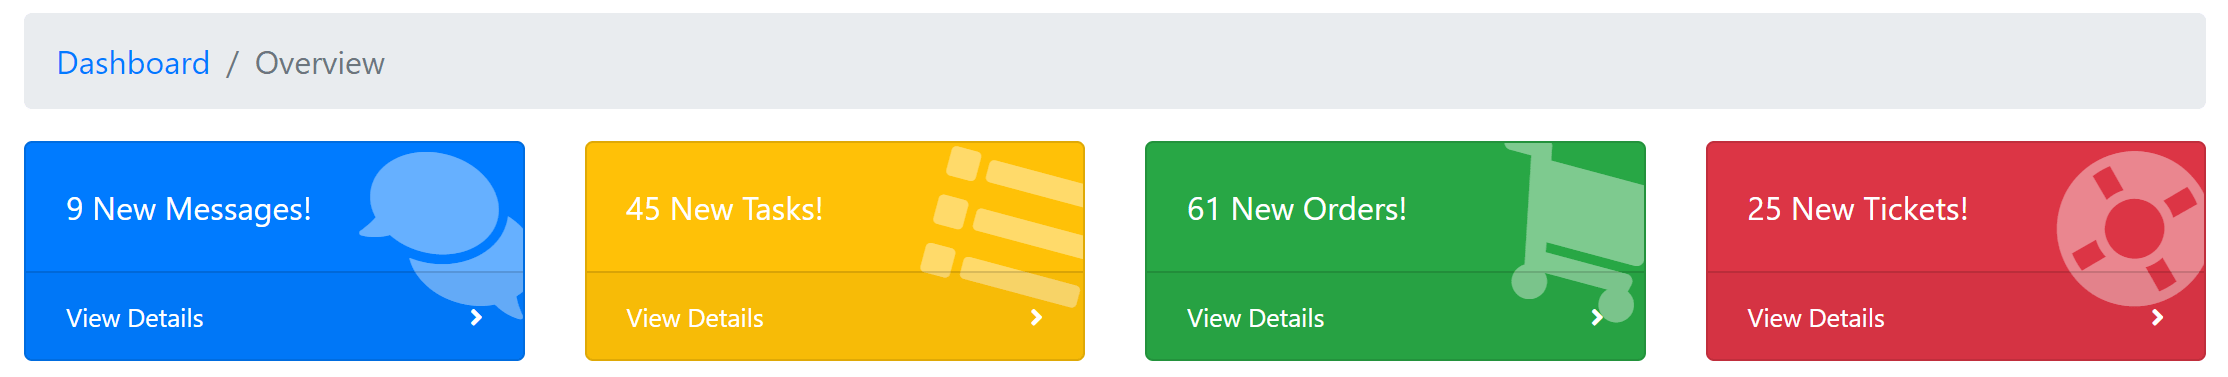 Dashboard / Overview
9 New Messages!
View Details
45 New Tasks!
View Details
61 New Orders!
View Details
25 New Tickets!
View Details